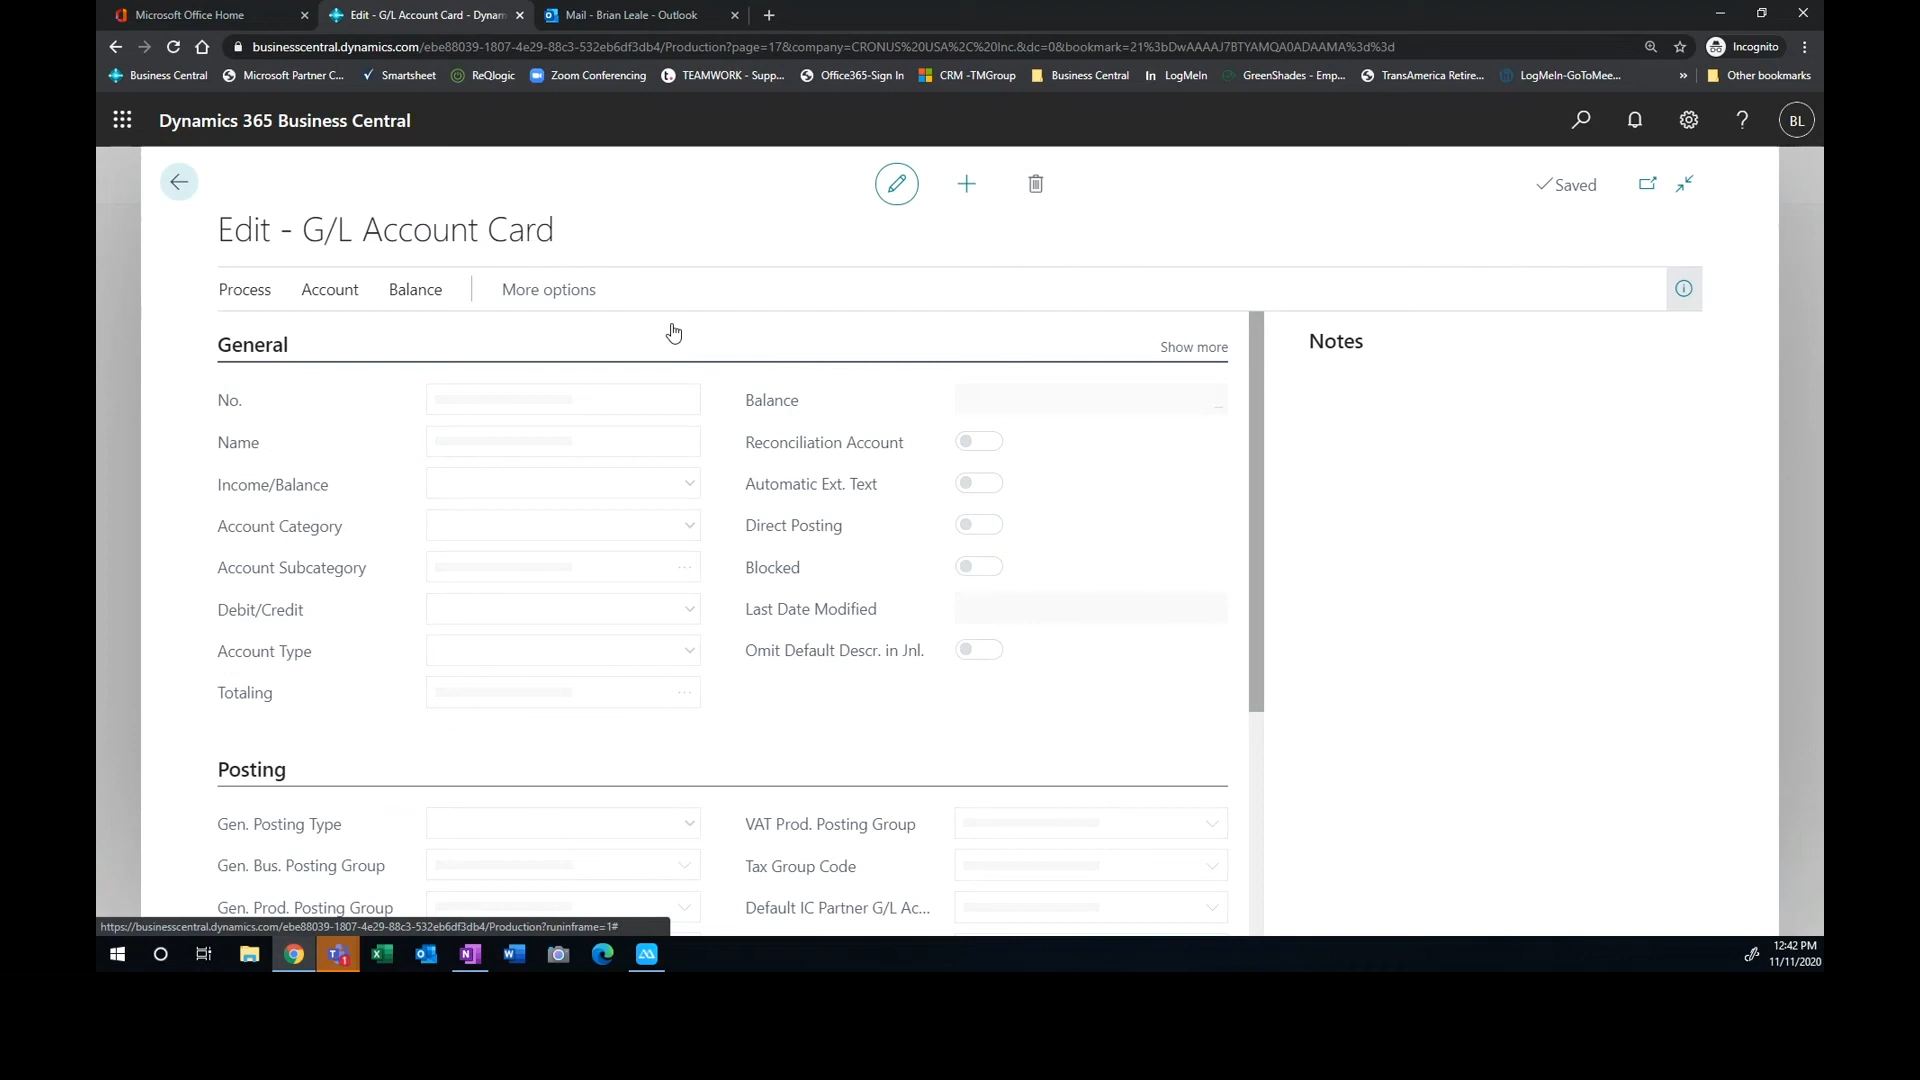 Microsoft Office Home
Edit - G/L Account Card - Dynam
Mail - Brian Leale - Outlook
businesscentral.dynamics.com/ebe88039-1807-4e29-88c3-532eb6df3db4/Production?page=17&company=CRONUS%20USA%2C%20Inc.&dc=0&bookmark=21%3bDwAAAAJ7BTYAMQA0ADAAMA%3d%3d
Incognito
Business Central
Microsoft Partner C...
Smartsheet
ReQlogic
Zoom Conferencing
TEAMWORK - Supp...
Office365-Sign In
CRM -TMGroup
Business Central
LogMeIn
GreenShades - Emp...
TransAmerica Retire...
LogMeIn-GoToMee...
»
Other bookmarks
Dynamics 365 Business Central
BL
Saved
Edit - G/L Account Card
Process
Account
Balance
More options
General
Show more
Notes
No.
Name
Income/Balance
Account Category
Account Subcategory
Debit/Credit
Account Type
Totaling
Balance
Reconciliation Account
Automatic Ext. Text
Direct Posting
Blocked
Last Date Modified
Omit Default Descr. in Jnl.
Posting
Gen. Posting Type
Gen. Bus. Posting Group
Gen. Prod. Posting Group
VAT Prod. Posting Group
Tax Group Code
Default IC Partner G/L Ac...
https://businesscentral.dynamics.com/ebe88039-1807-4e29-88c3-532eb6df3db4/Production?runinframe=1#
12:42 PM
11/11/2020